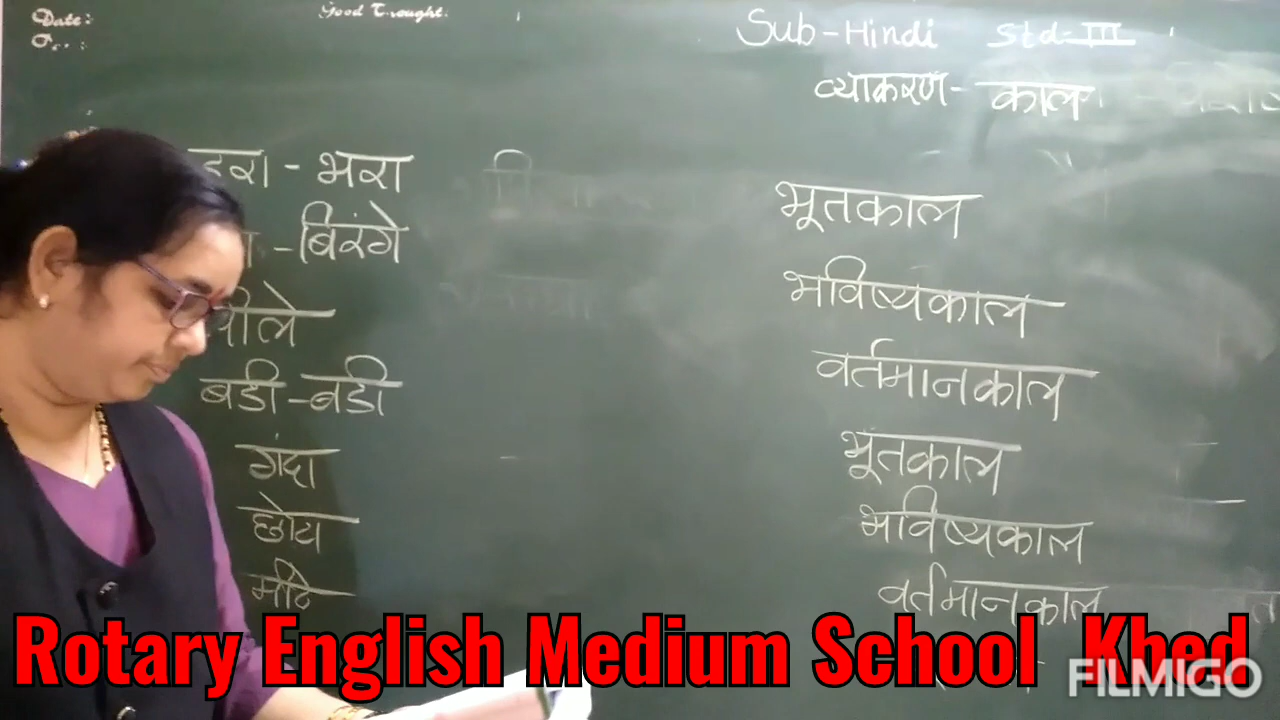 Date:
Good Trought:
Sub-Hindi Std-III
व्याकरण- काल
हरा - भरा
-बिरंगे
पीले
बडी-बडी
गंदा
छोटा
मीठे
भूतकाल
भविष्यकाल
वर्तमानकाल
भूतकाल
भविष्यकाल
वर्तमानकाल
Rotary English Medium School Khed
FILMIGO